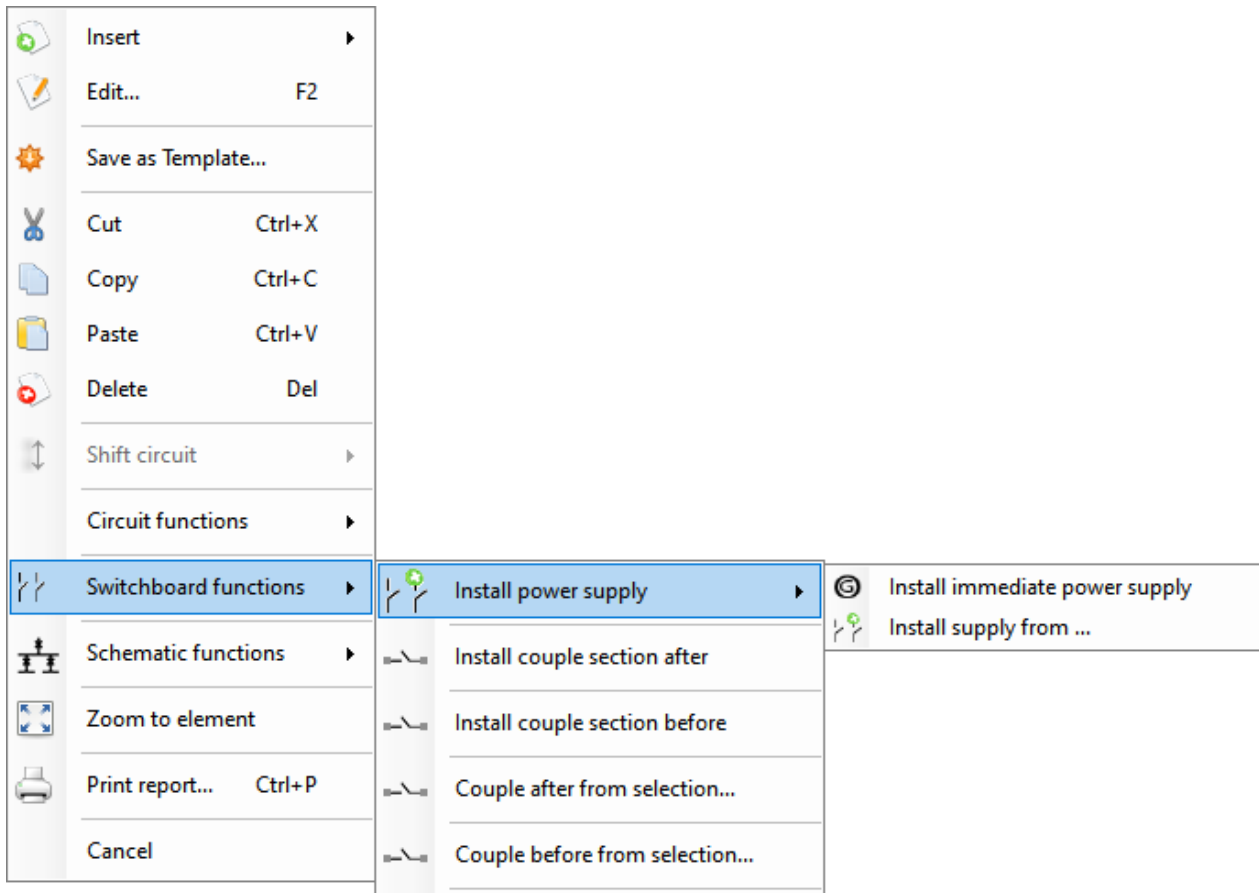 Insert
Edit... F2
Save as Template...
Cut Ctrl+X
Copy Ctrl+C
Paste Ctrl+V
Delete Del
Shift circuit
Circuit functions
Switchboard functions
Schematic functions
Zoom to element
Print report... Ctrl+P
Cancel
Install power supply
Install couple section after
Install couple section before
Couple after from selection...
Couple before from selection...
G Install immediate power supply
Install supply from ...